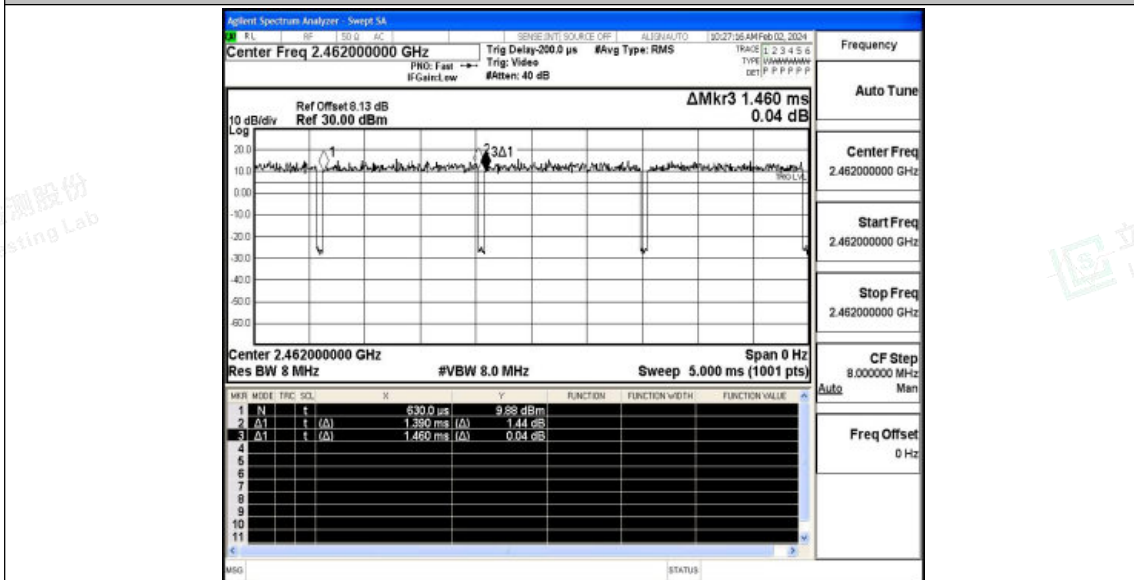 Agilent Spectrum Analyzer - Swept SA
RL RF 50 Ω AC SENSE:INT SOURCE OFF ALIGNAUTO 10:27:16 AM Feb 02, 2024
Center Freq 2.462000000 GHz
PNO: Fast
IFGain:Low
Trig Delay-200.0 µs #Avg Type: RMS
Trig: Video
#Atten: 40 dB
TRACE 1 2 3 4 5 6
TYPE
DET P P P P P P
Frequency
Auto Tune
Center Freq
2.462000000 GHz
Start Freq
2.462000000 GHz
Stop Freq
2.462000000 GHz
CF Step
8.000000 MHz
Auto Man
Freq Offset
0 Hz
ΔMkr3 1.460 ms
0.04 dB
Ref Offset 8.13 dB
10 dB/div Ref 30.00 dBm
Log
20.0
10.0
0.00
-10.0
-20.0
-30.0
-40.0
-50.0
-60.0
1
2
3Δ1
TRIG LVL
Center 2.462000000 GHz Span 0 Hz
Res BW 8 MHz #VBW 8.0 MHz Sweep 5.000 ms (1001 pts)
MKR MODE TRC SCL X Y FUNCTION FUNCTION WIDTH FUNCTION VALUE
1 N t 630.0 µs 9.88 dBm
2 Δ1 t (Δ) 1.390 ms (Δ) 1.44 dB
3 Δ1 t (Δ) 1.460 ms (Δ) 0.04 dB
4
5
6
7
8
9
10
11
MSG STATUS
测股份
sting Lab
立